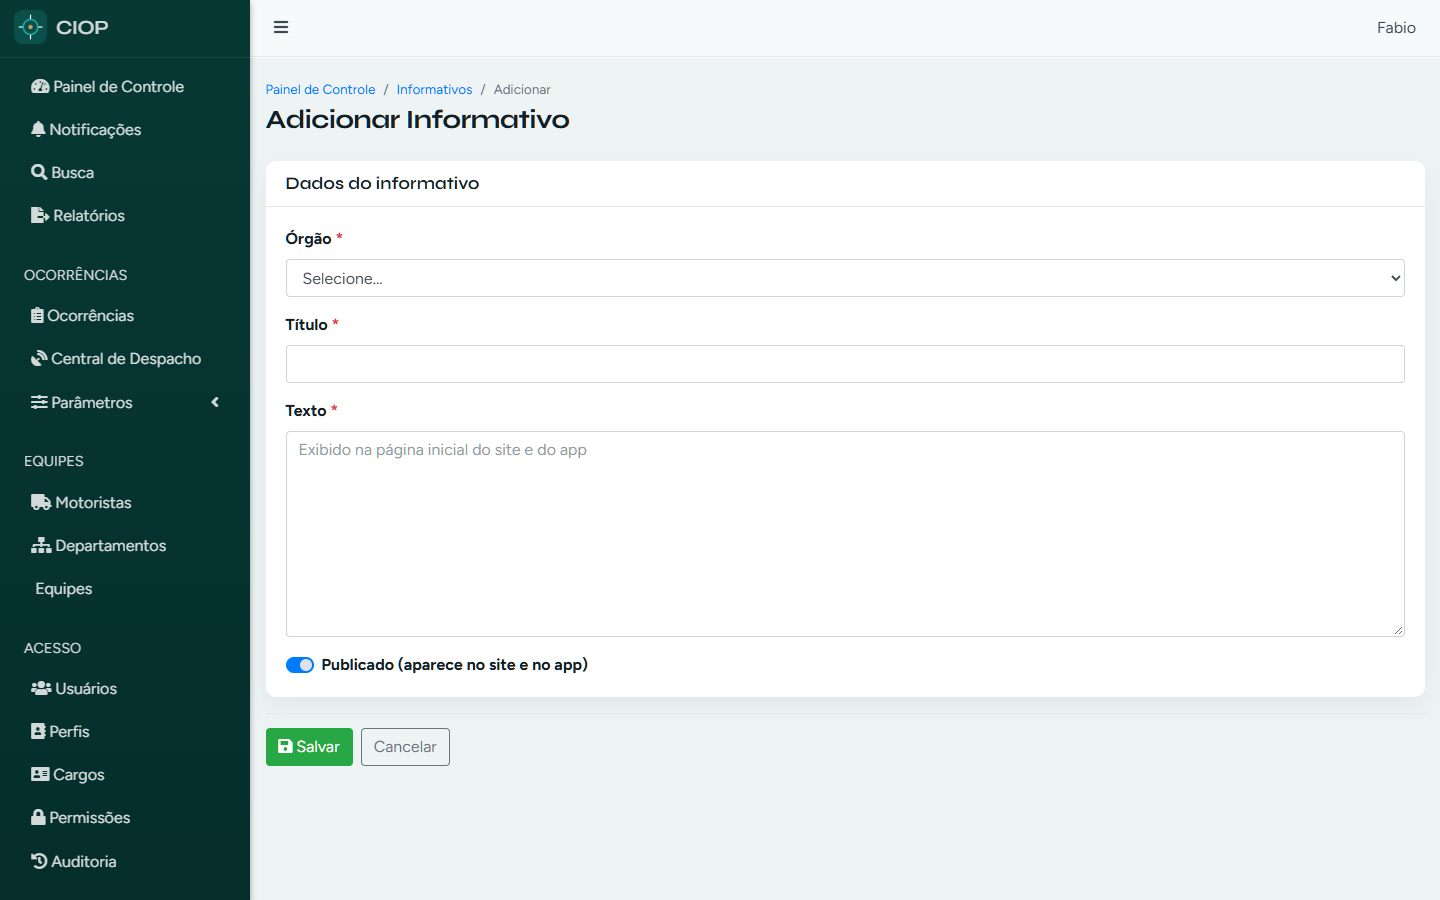 CIOP
Fabio
Painel de Controle
Notificações
Busca
Relatórios
OCORRÊNCIAS
Ocorrências
Central de Despacho
Parâmetros
EQUIPES
Motoristas
Departamentos
Equipes
ACESSO
Usuários
Perfis
Cargos
Permissões
Auditoria
Painel de Controle / Informativos / Adicionar
Adicionar Informativo
Dados do informativo
Órgão *
Selecione...
Título *
Texto *
Exibido na página inicial do site e do app
Publicado (aparece no site e no app)
Salvar Cancelar